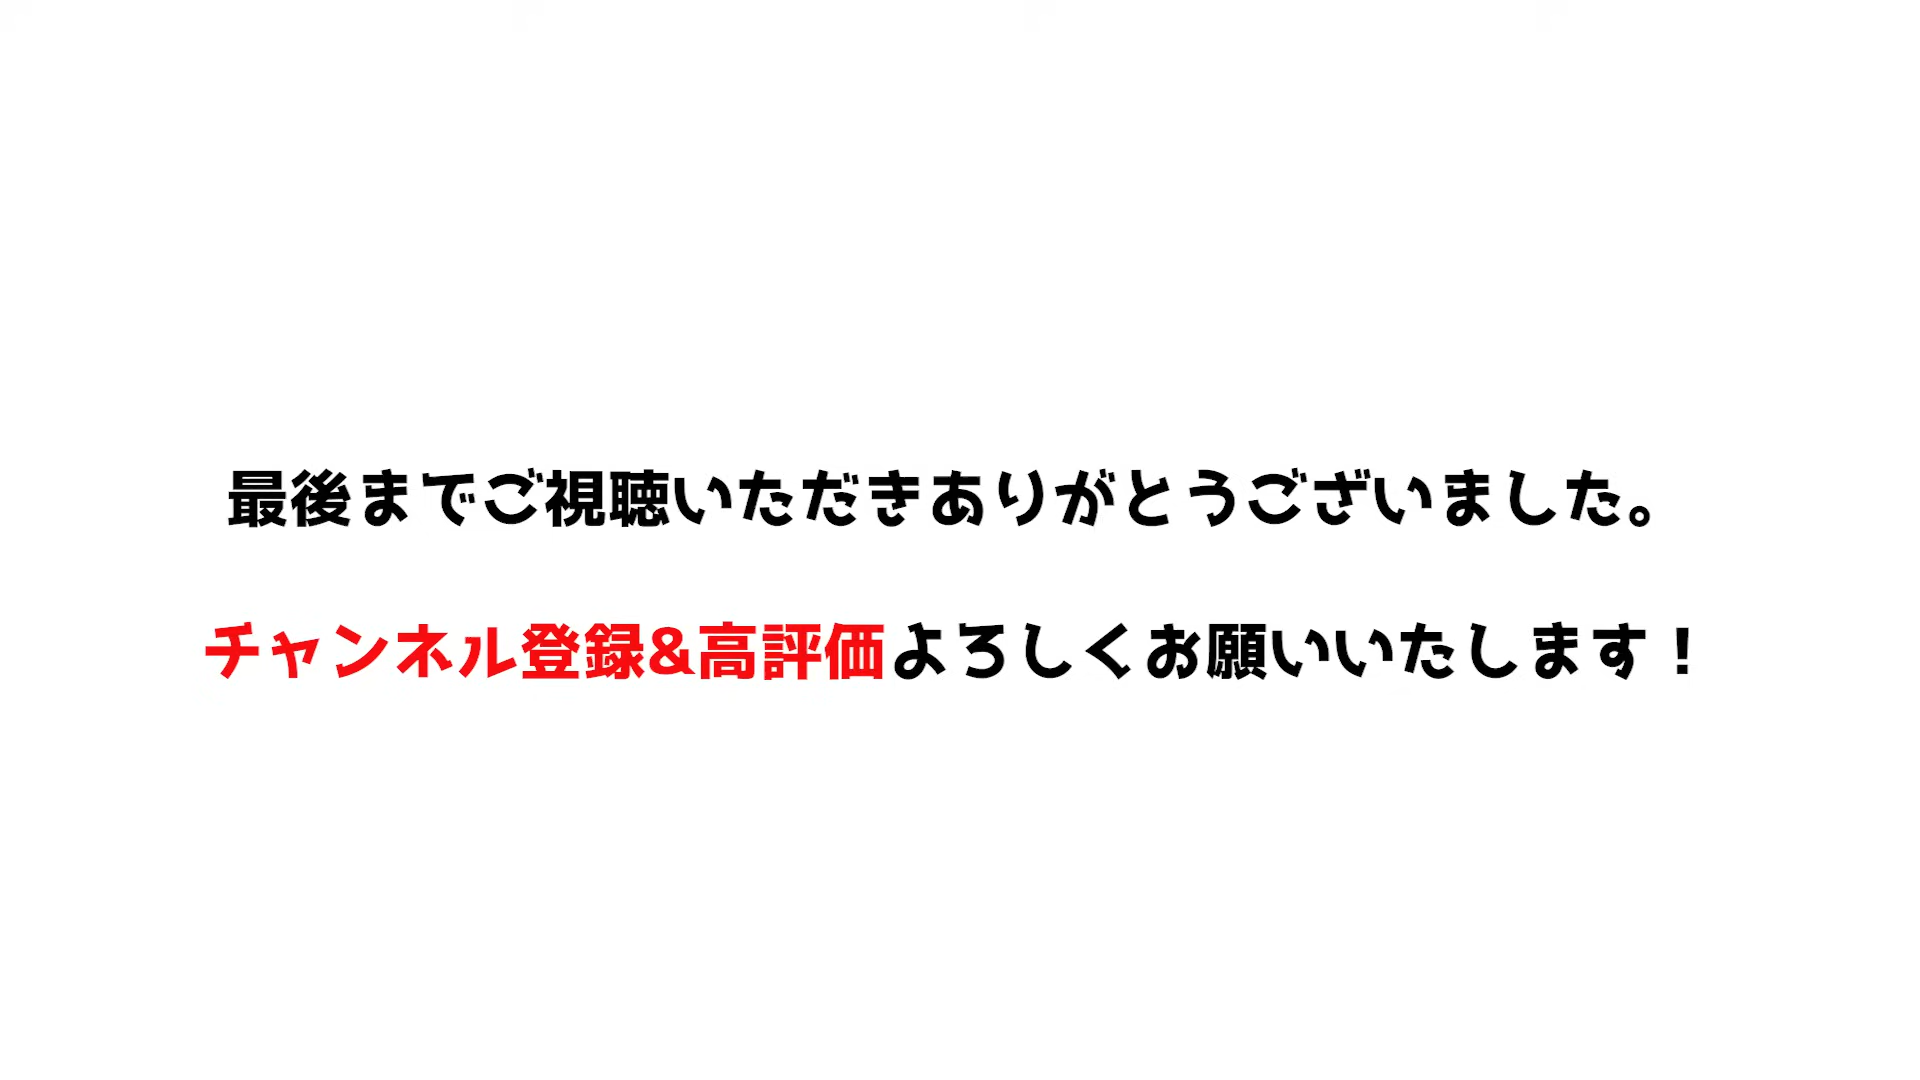 最後までご視聴いただきありがとうございました。
チャンネル登録&高評価よろしくお願いいたします！